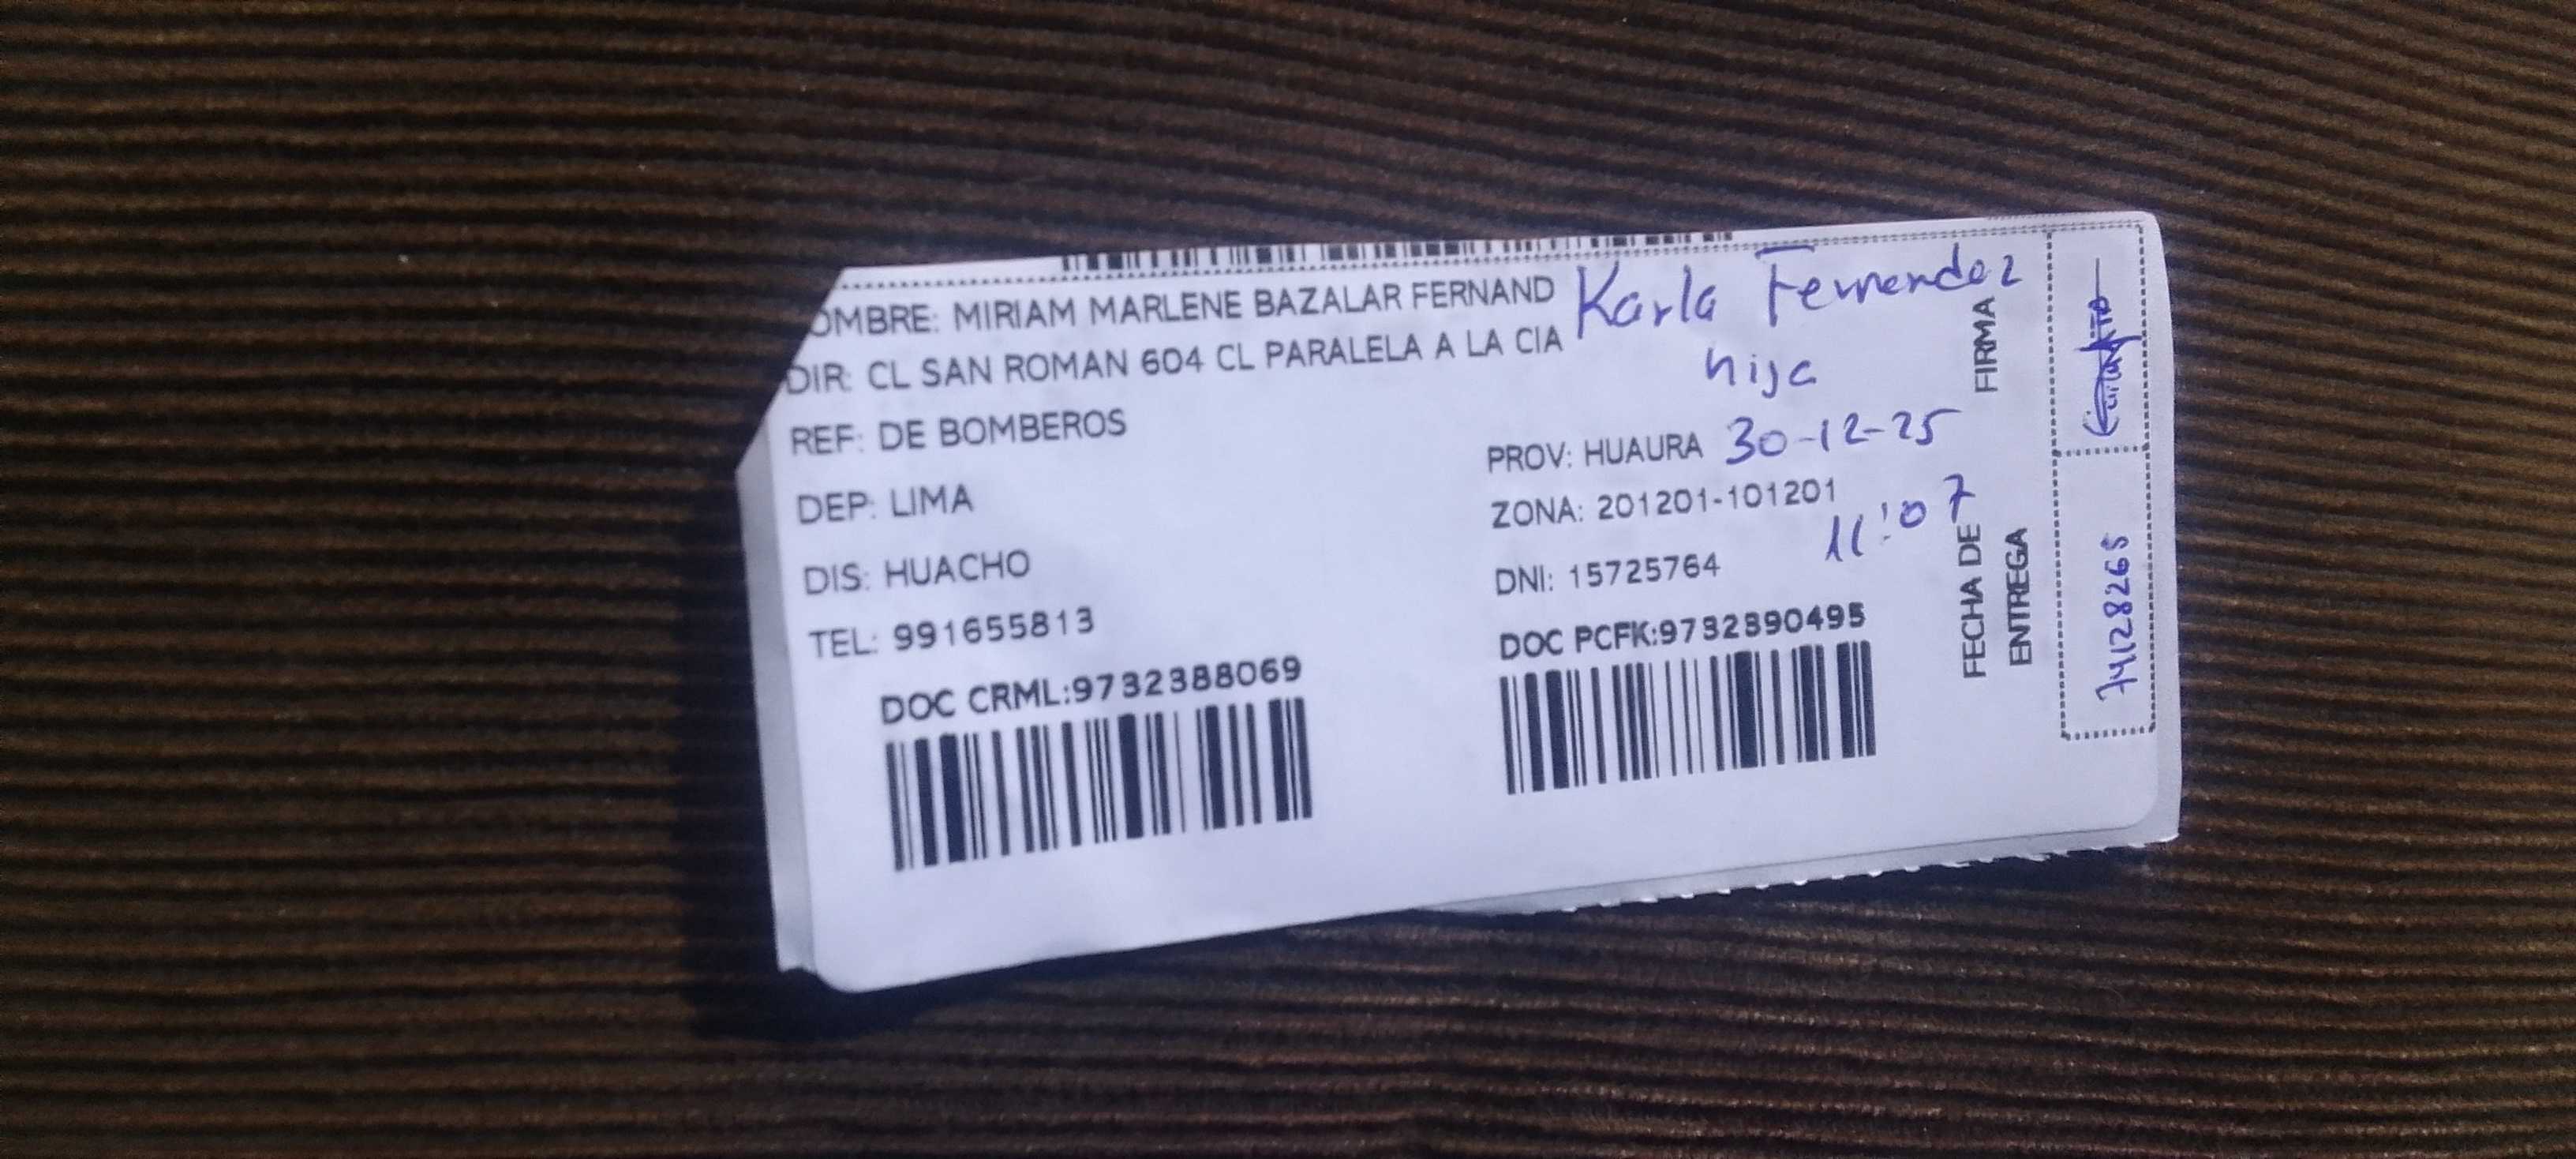 OMBRE: MIRIAM MARLENE BAZALAR FERNAND
Karla Fernandez
hija
DIR: CL SAN ROMAN 604 CL PARALELA A LA CIA
REF: DE BOMBEROS
PROV: HUAURA
30-12-25
DEP: LIMA
ZONA: 201201-101201
11:07
DIS: HUACHO
DNI: 15725764
TEL: 991655813
DOC CRML:9732388069
DOC PCFK:9732390495
FIRMA
FECHA DE
ENTREGA
74128265